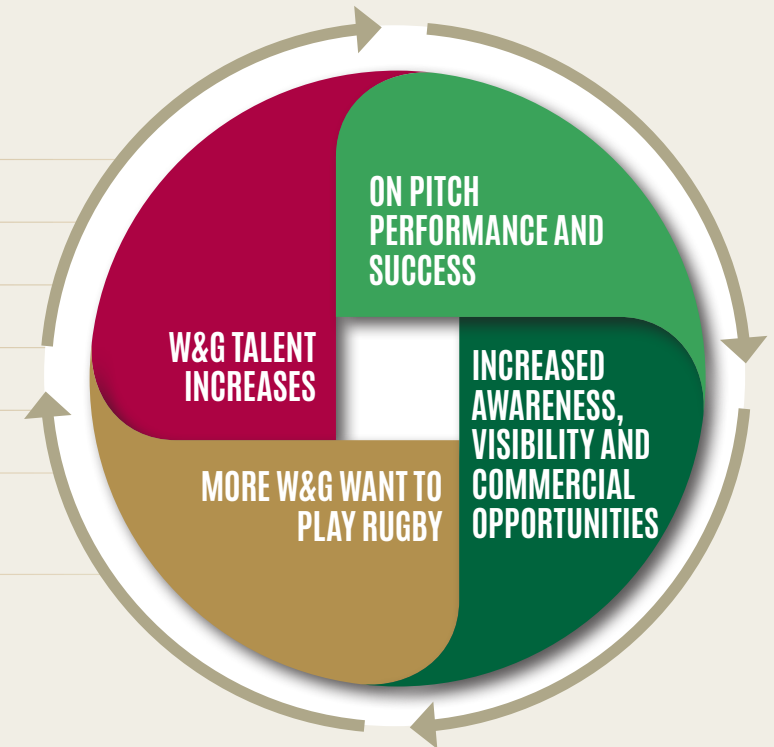 ON PITCH
PERFORMANCE AND
SUCCESS
INCREASED
AWARENESS,
VISIBILITY AND
COMMERCIAL
OPPORTUNITIES
MORE W&G WANT TO
PLAY RUGBY
W&G TALENT
INCREASES